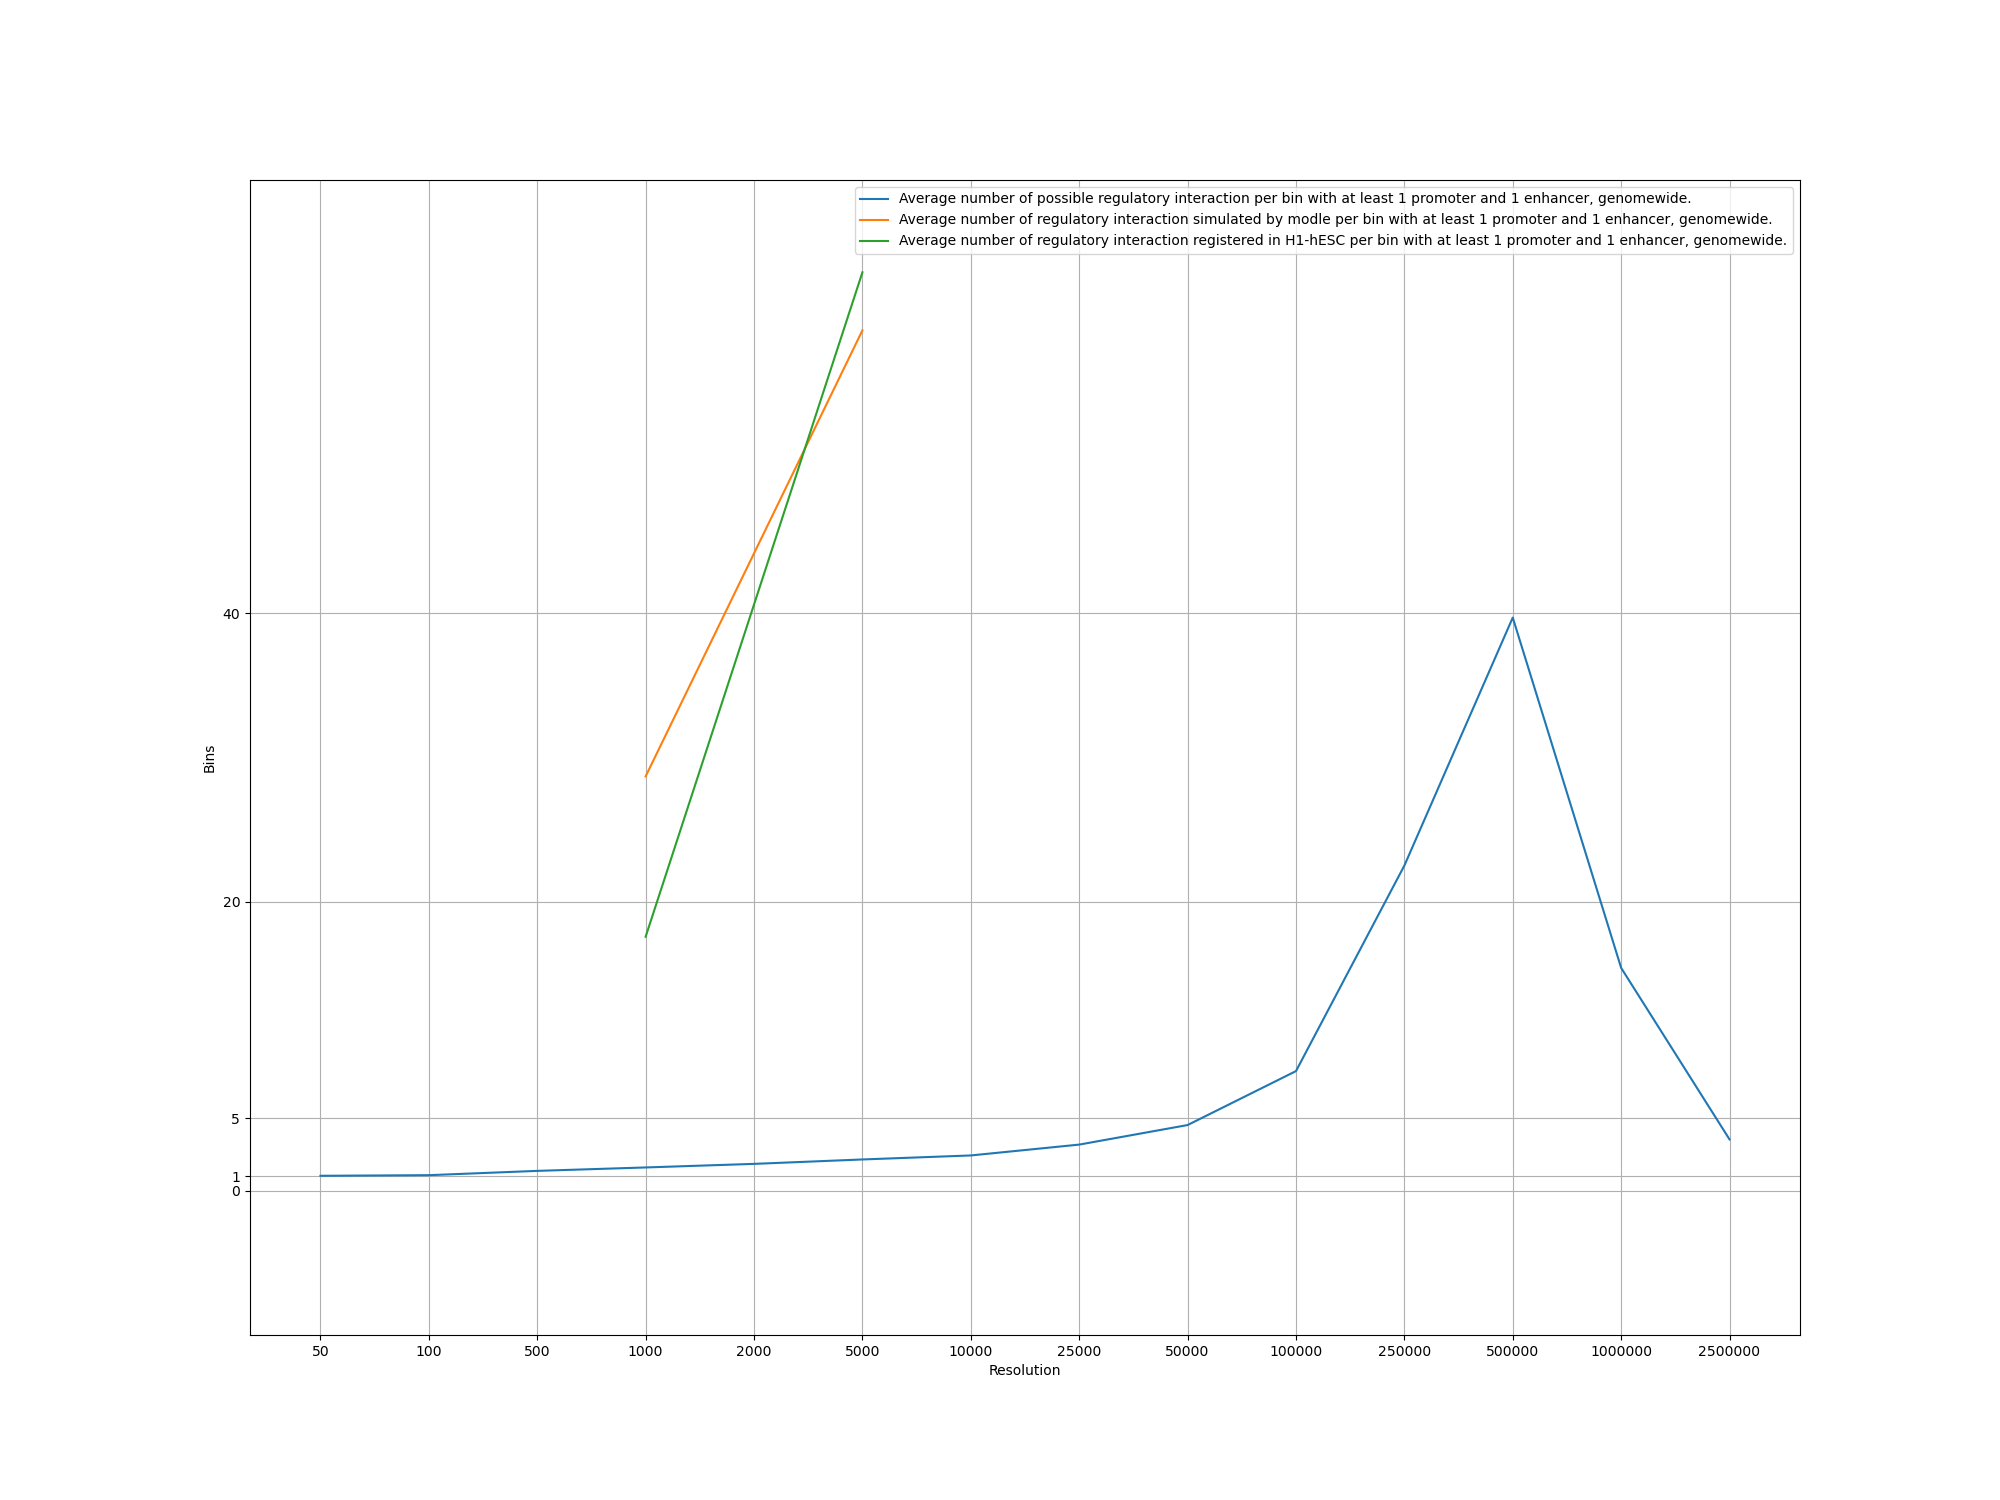 Average number of possible regulatory interaction per bin with at least 1 promoter and 1 enhancer, genomewide.
Average number of regulatory interaction simulated by modle per bin with at least 1 promoter and 1 enhancer, genomewide.
Average number of regulatory interaction registered in H1-hESC per bin with at least 1 promoter and 1 enhancer, genomewide.
40
Bins
20
5
1
0
50 100 500 1000 2000 5000 10000 25000 50000 100000 250000 500000 1000000 2500000
Resolution